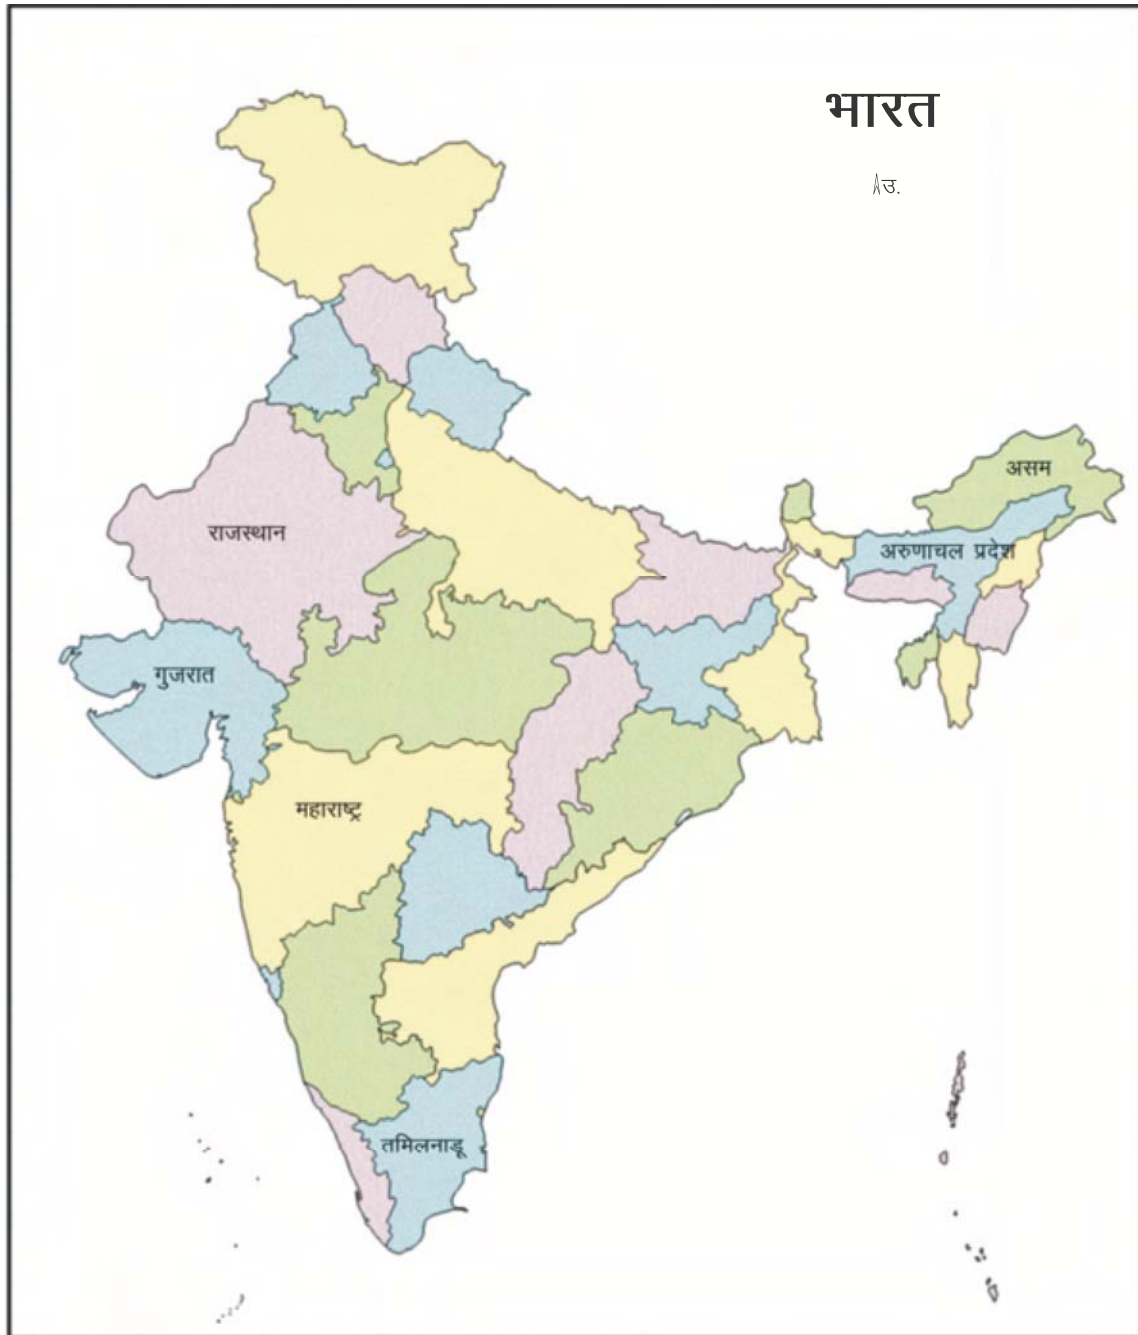 भारत
उ.
असम
राजस्थान
अरुणाचल प्रदेश
गुजरात
महाराष्ट्र
तमिलनाडू